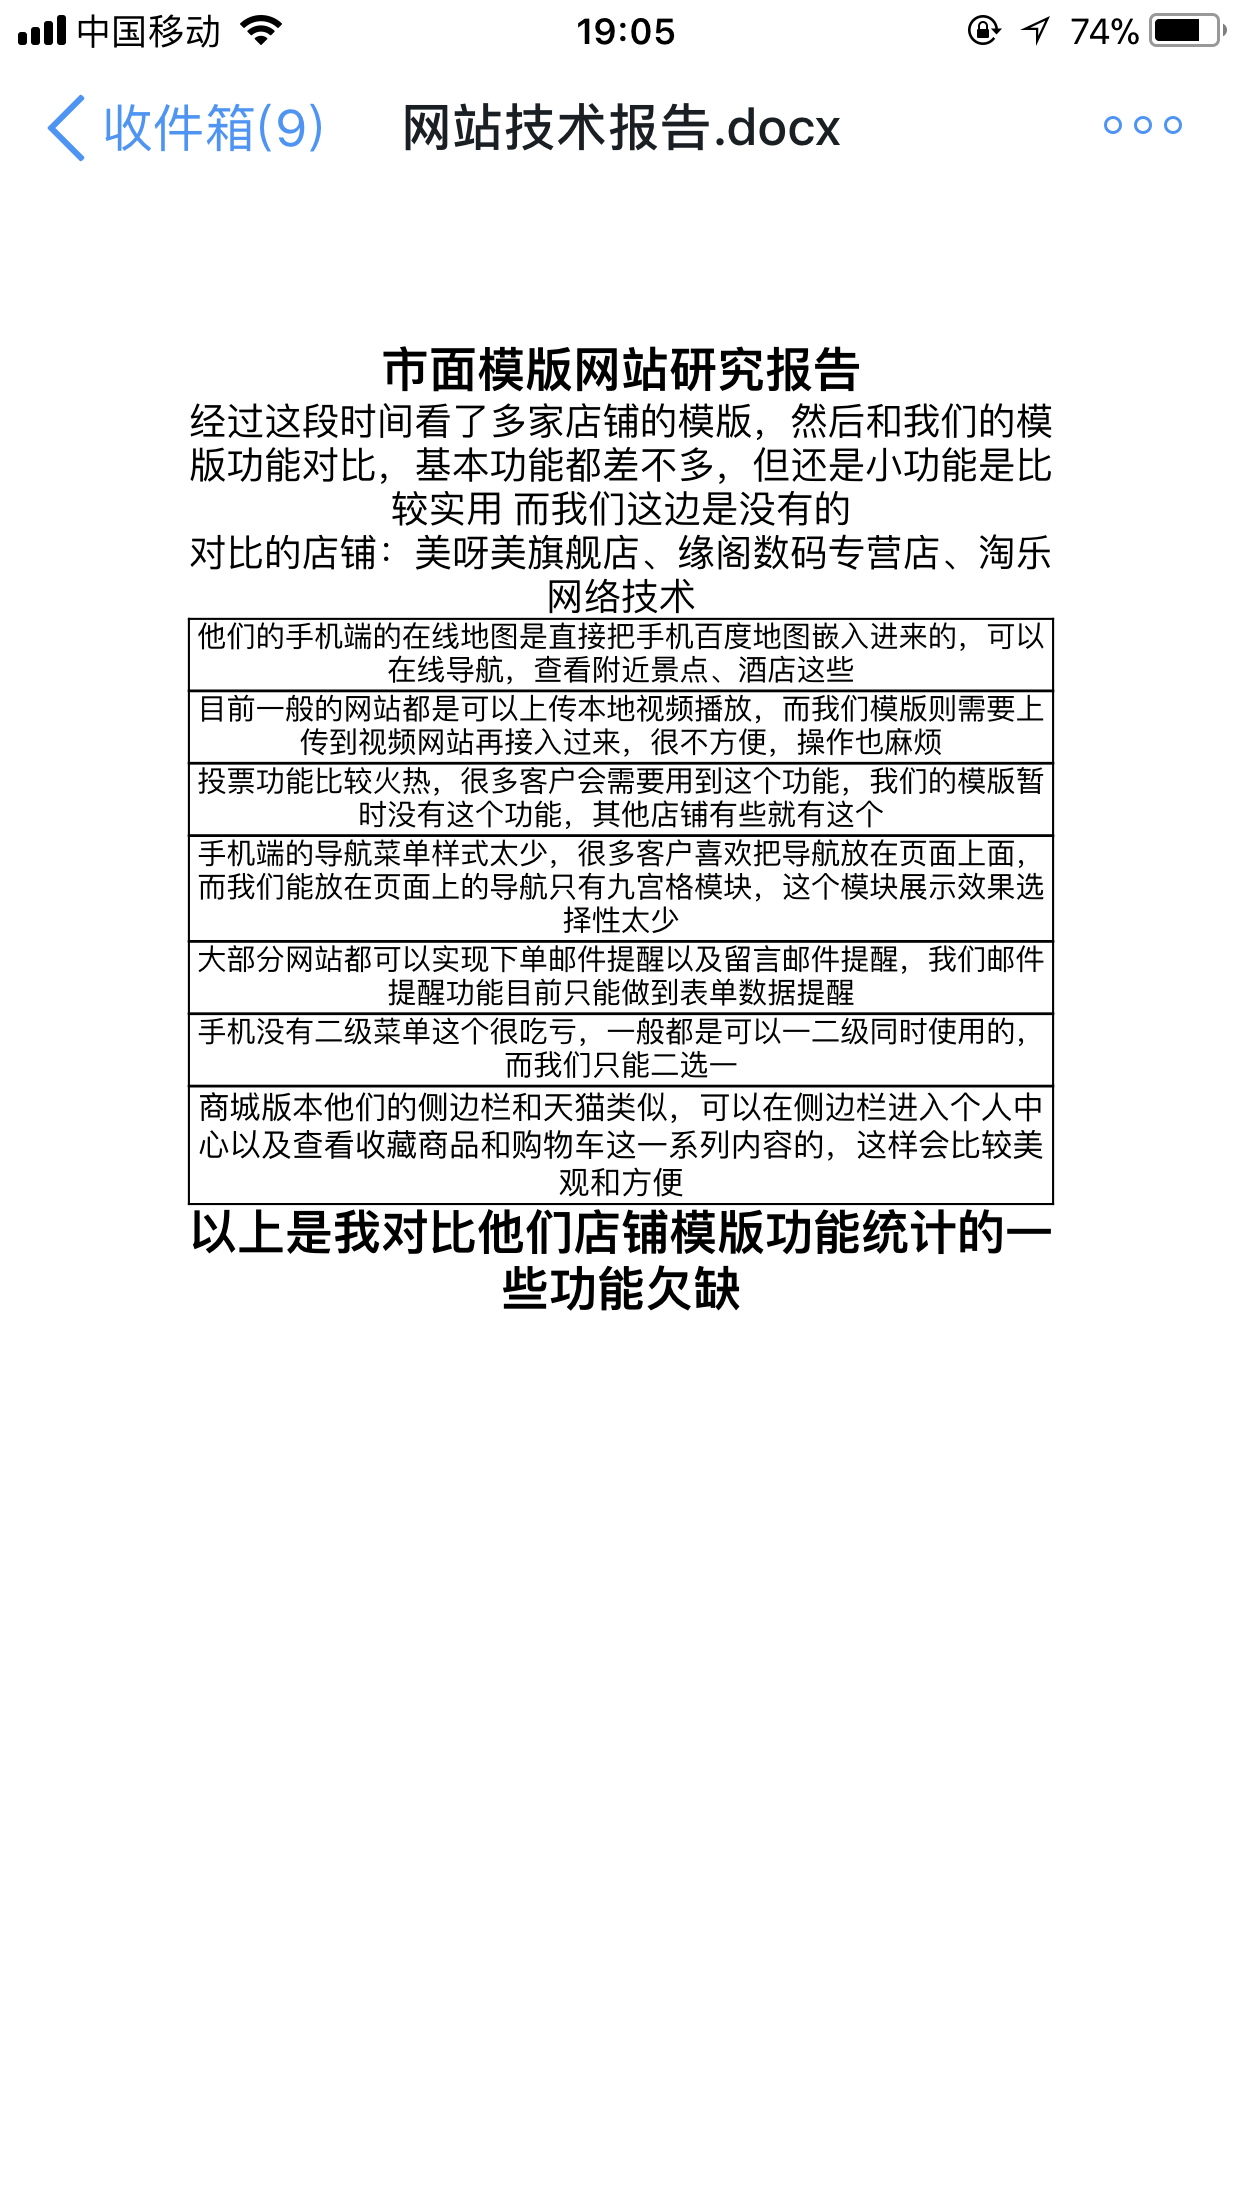 中国移动 19:05 74%
收件箱(9) 网站技术报告.docx
市面模版网站研究报告
经过这段时间看了多家店铺的模版，然后和我们的模
版功能对比，基本功能都差不多，但还是小功能是比
较实用 而我们这边是没有的
对比的店铺：美呀美旗舰店、缘阁数码专营店、淘乐
网络技术
他们的手机端的在线地图是直接把手机百度地图嵌入进来的，可以
在线导航，查看附近景点、酒店这些
目前一般的网站都是可以上传本地视频播放，而我们模版则需要上
传到视频网站再接入过来，很不方便，操作也麻烦
投票功能比较火热，很多客户会需要用到这个功能，我们的模版暂
时没有这个功能，其他店铺有些就有这个
手机端的导航菜单样式太少，很多客户喜欢把导航放在页面上面，
而我们能放在页面上的导航只有九宫格模块，这个模块展示效果选
择性太少
大部分网站都可以实现下单邮件提醒以及留言邮件提醒，我们邮件
提醒功能目前只能做到表单数据提醒
手机没有二级菜单这个很吃亏，一般都是可以一二级同时使用的，
而我们只能二选一
商城版本他们的侧边栏和天猫类似，可以在侧边栏进入个人中
心以及查看收藏商品和购物车这一系列内容的，这样会比较美
观和方便
以上是我对比他们店铺模版功能统计的一
些功能欠缺